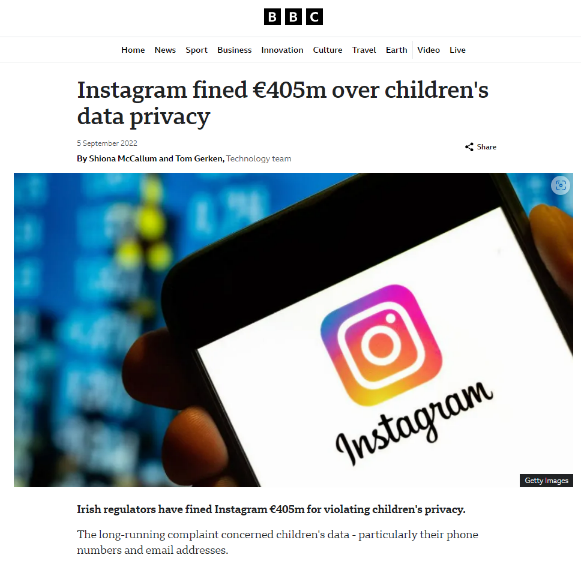 BBC
Home News Sport Business Innovation Culture Travel Earth Video Live
Instagram fined €405m over children's
data privacy
5 September 2022
Share
By Shiona McCallum and Tom Gerken, Technology team
Instagram
Getty Images
Irish regulators have fined Instagram €405m for violating children's privacy.
The long-running complaint concerned children's data - particularly their phone
numbers and email addresses.